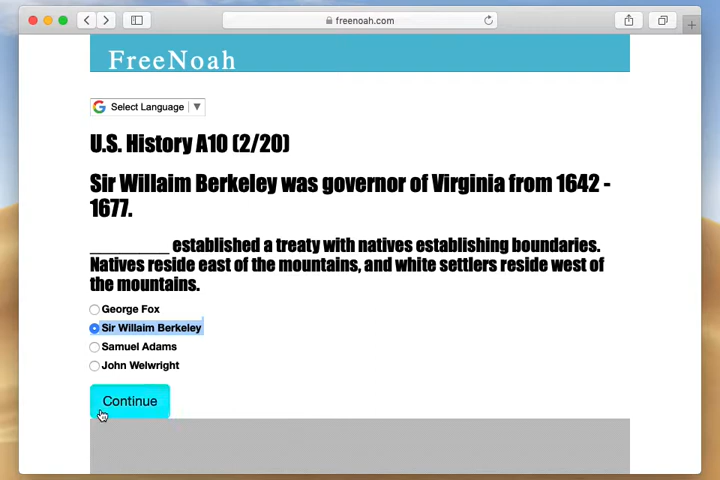 freenoah.com
FreeNoah
Select Language
U.S. History A10 (2/20)
Sir Willaim Berkeley was governor of Virginia from 1642 -
1677.
________ established a treaty with natives establishing boundaries.
Natives reside east of the mountains, and white settlers reside west of
the mountains.
George Fox
Sir Willaim Berkeley
Samuel Adams
John Welwright
Continue